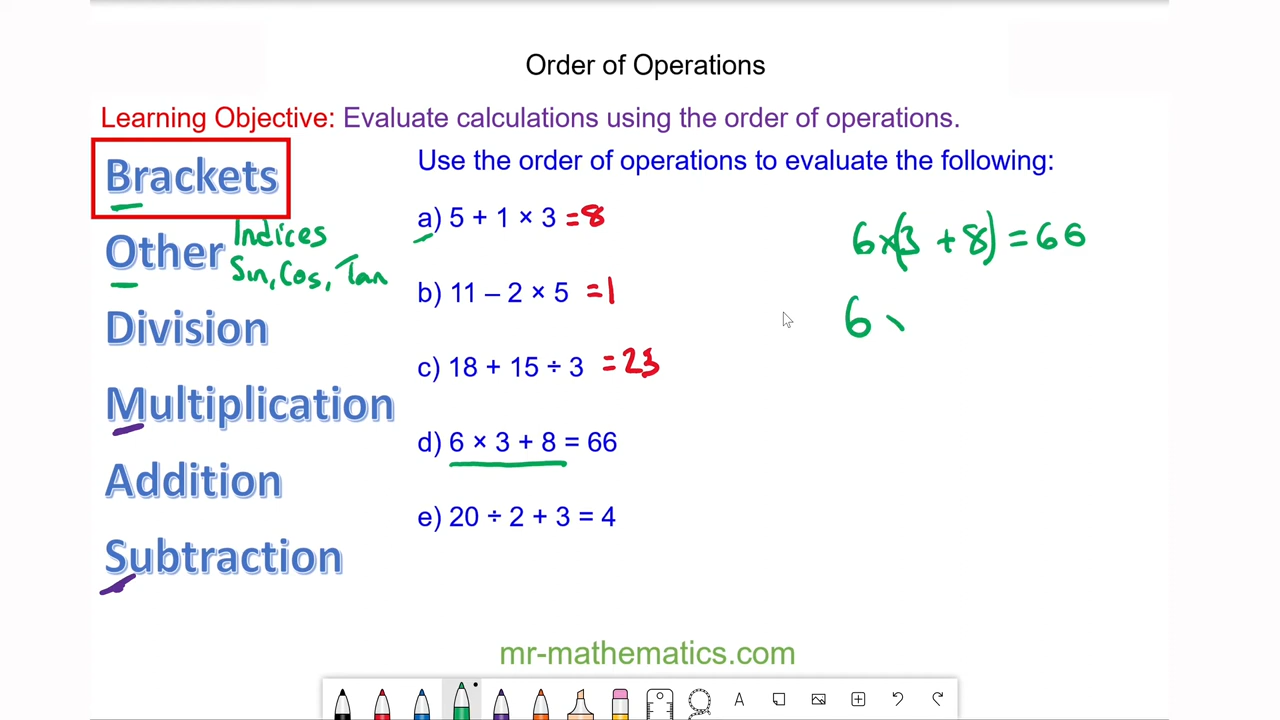 Order of Operations
Learning Objective: Evaluate calculations using the order of operations.
Brackets
Other
Indices
Sin, Cos, Tan
Division
Multiplication
Addition
Subtraction
Use the order of operations to evaluate the following:
a) 5 + 1 × 3 =8
b) 11 – 2 × 5 =1
c) 18 + 15 ÷ 3 =23
d) 6 × 3 + 8 = 66
e) 20 ÷ 2 + 3 = 4
6×(3 + 8) = 66
6
mr-mathematics.com
A